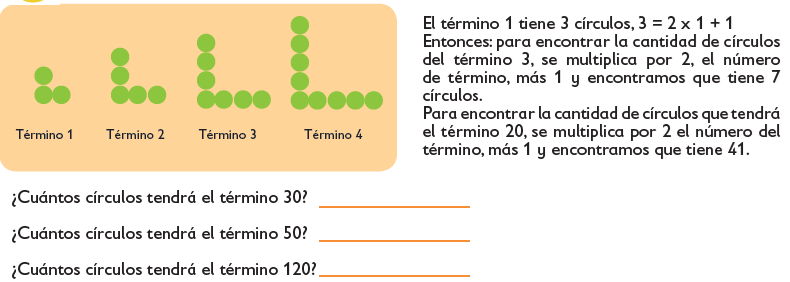 Término 1
Término 2
Término 3
Término 4
El término 1 tiene 3 círculos, 3 = 2 x 1 + 1
Entonces: para encontrar la cantidad de círculos
del término 3, se multiplica por 2, el número
de término, más 1 y encontramos que tiene 7
círculos.
Para encontrar la cantidad de círculos que tendrá
el término 20, se multiplica por 2 el número del
término, más 1 y encontramos que tiene 41.
¿Cuántos círculos tendrá el término 30?
¿Cuántos círculos tendrá el término 50?
¿Cuántos círculos tendrá el término 120?